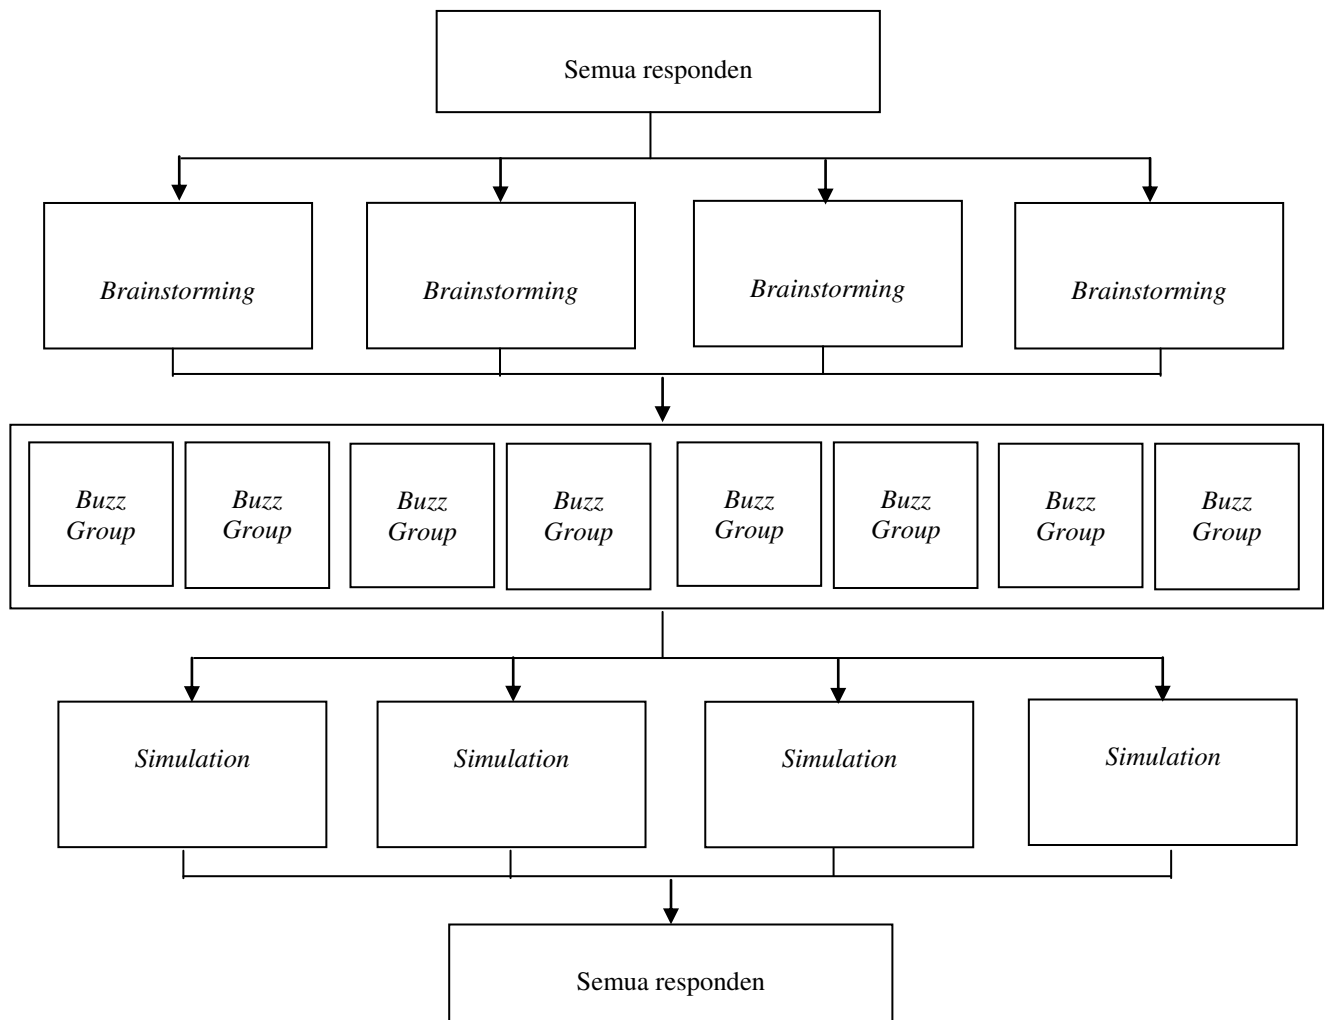 Semua responden
Brainstorming
Brainstorming
Brainstorming
Brainstorming
Buzz
Group
Buzz
Group
Buzz
Group
Buzz
Group
Buzz
Group
Buzz
Group
Buzz
Group
Buzz
Group
Simulation
Simulation
Simulation
Simulation
Semua responden